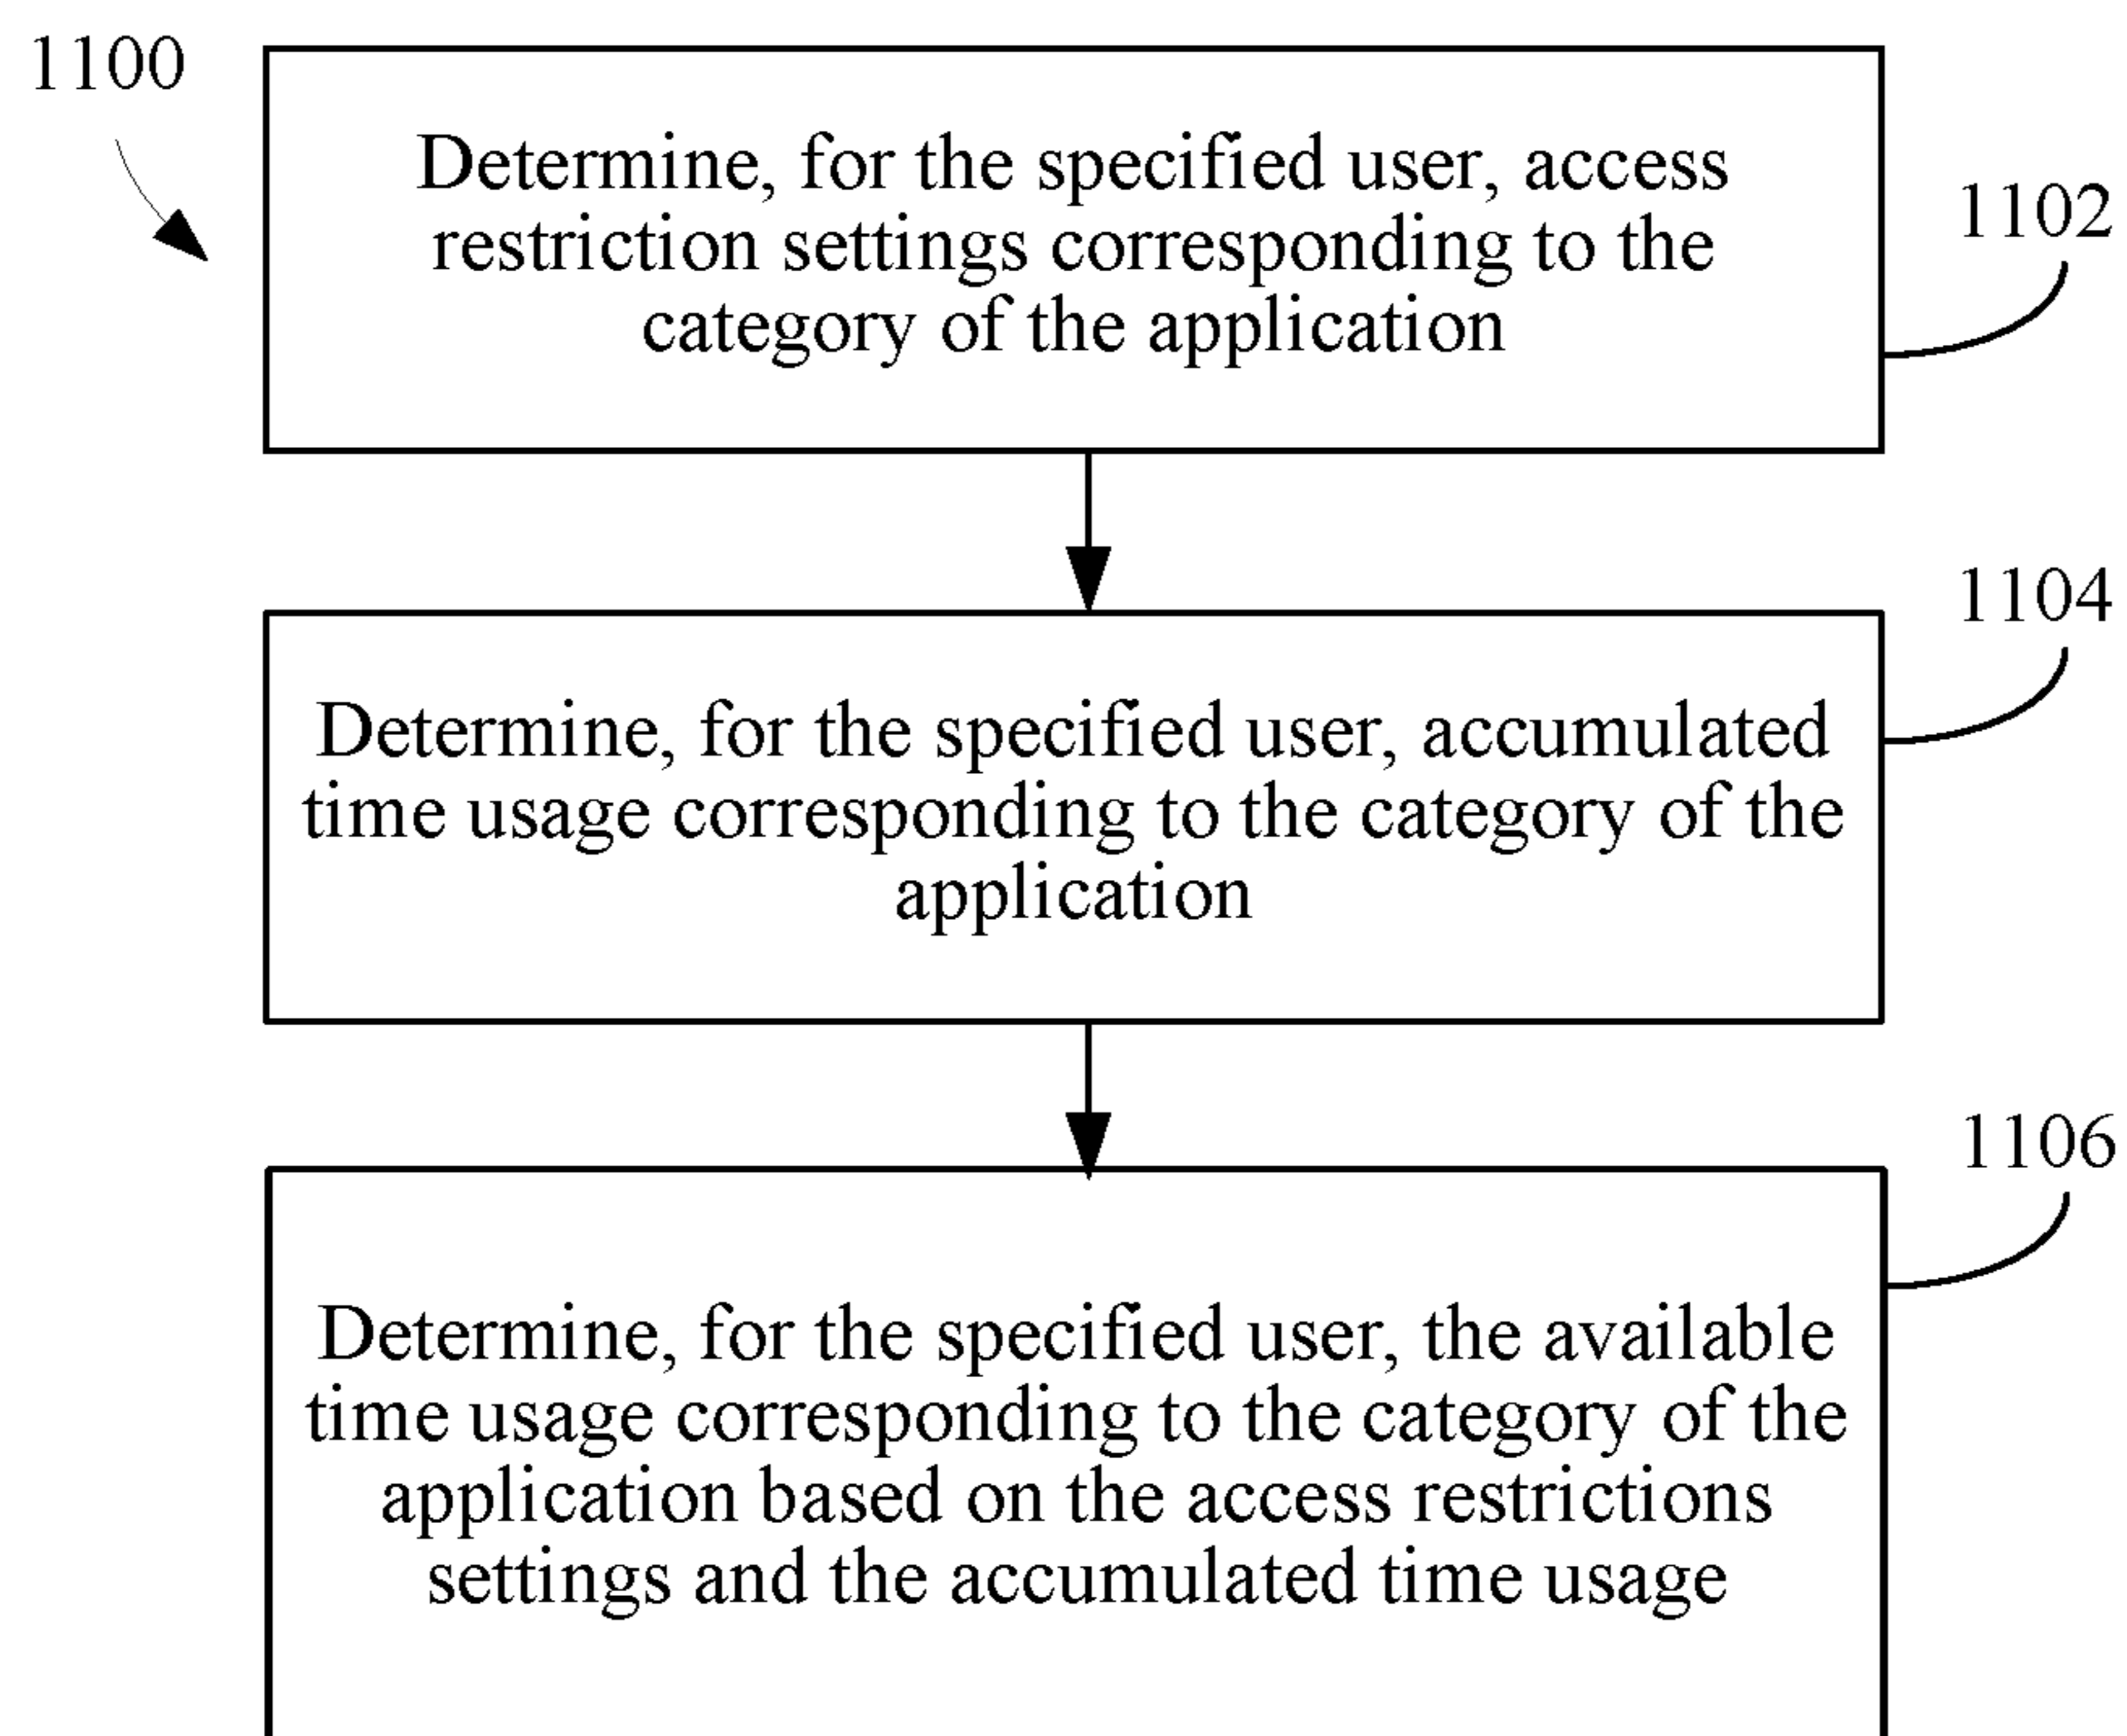 1100
Determine, for the specified user, access
restriction settings corresponding to the
category of the application
1102
Determine, for the specified user, accumulated
time usage corresponding to the category of the
application
1104
Determine, for the specified user, the available
time usage corresponding to the category of the
application based on the access restrictions
settings and the accumulated time usage
1106